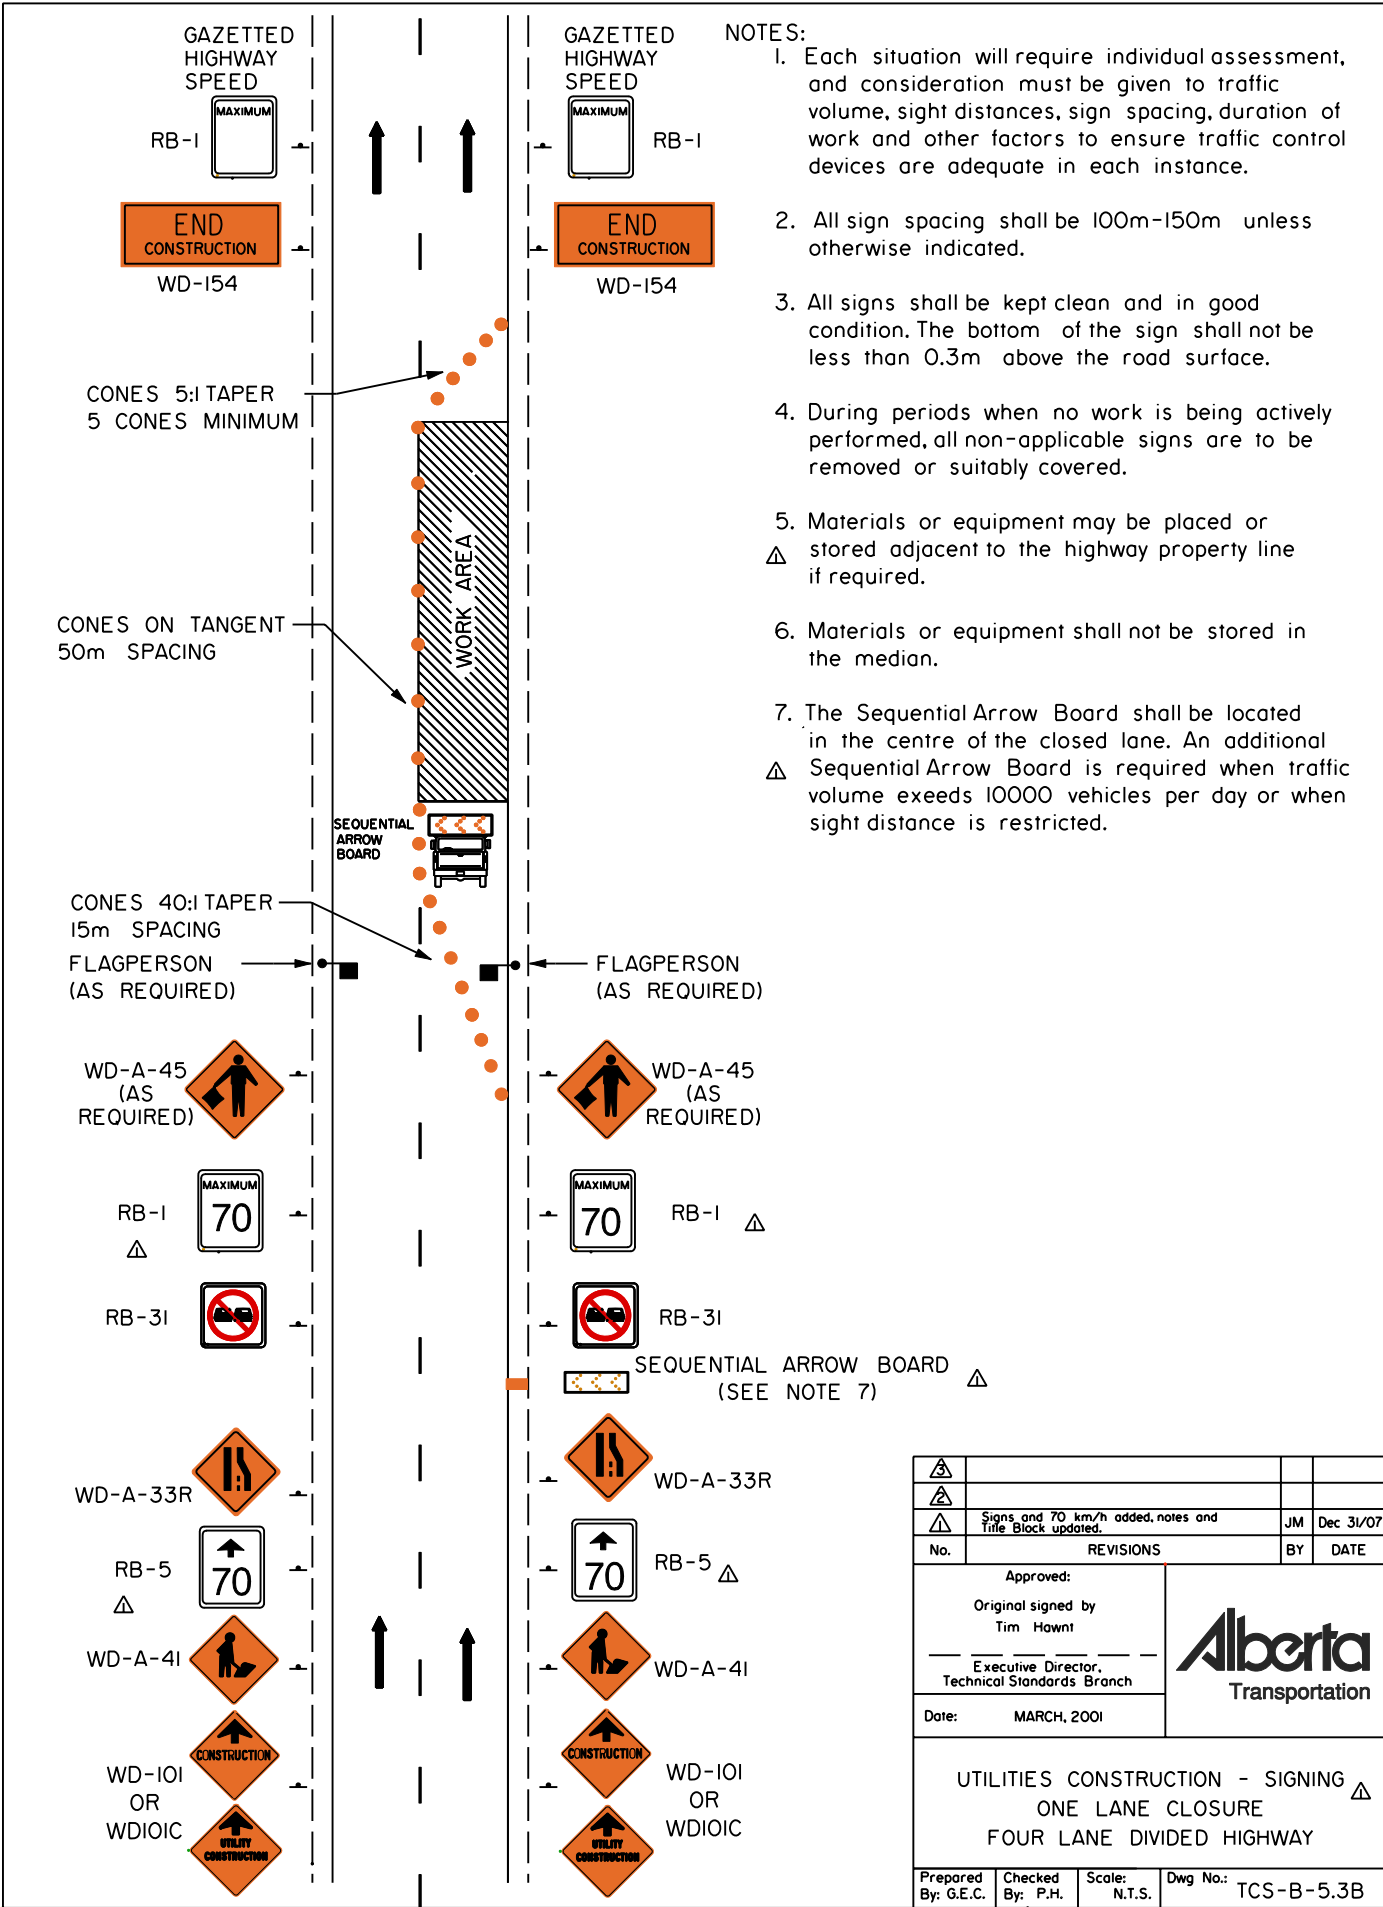 GAZETTED
HIGHWAY
SPEED
MAXIMUM
RB-1
END
CONSTRUCTION
WD-154
GAZETTED
HIGHWAY
SPEED
MAXIMUM
RB-1
END
CONSTRUCTION
WD-154
CONES 5:1 TAPER
5 CONES MINIMUM
WORK AREA
CONES ON TANGENT
50m SPACING
SEQUENTIAL
ARROW
BOARD
CONES 40:1 TAPER
15m SPACING
FLAGPERSON
(AS REQUIRED)
FLAGPERSON
(AS REQUIRED)
WD-A-45
(AS
REQUIRED)
WD-A-45
(AS
REQUIRED)
RB-1
1
MAXIMUM
70
MAXIMUM
70
RB-1
1
RB-31
RB-31
SEQUENTIAL ARROW BOARD
(SEE NOTE 7)
1
WD-A-33R
WD-A-33R
RB-5
1
70
70
RB-5
1
WD-A-41
WD-A-41
WD-101
OR
WD101C
CONSTRUCTION
UTILITY
CONSTRUCTION
CONSTRUCTION
UTILITY
CONSTRUCTION
WD-101
OR
WD101C
NOTES:
1. Each situation will require individual assessment,
and consideration must be given to traffic
volume, sight distances, sign spacing, duration of
work and other factors to ensure traffic control
devices are adequate in each instance.
2. All sign spacing shall be 100m-150m unless
otherwise indicated.
3. All signs shall be kept clean and in good
condition. The bottom of the sign shall not be
less than 0.3m above the road surface.
4. During periods when no work is being actively
performed, all non-applicable signs are to be
removed or suitably covered.
5. Materials or equipment may be placed or
1 stored adjacent to the highway property line
if required.
6. Materials or equipment shall not be stored in
the median.
7. The Sequential Arrow Board shall be located
in the centre of the closed lane. An additional
1 Sequential Arrow Board is required when traffic
volume exeeds 10000 vehicles per day or when
sight distance is restricted.
3
2
1 Signs and 70 km/h added, notes and
Title Block updated. JM Dec 31/07
No. REVISIONS BY DATE
Approved:
Original signed by
Tim Hawnt
Executive Director,
Technical Standards Branch
Date: MARCH, 2001
Alberta
Transportation
UTILITIES CONSTRUCTION - SIGNING 1
ONE LANE CLOSURE
FOUR LANE DIVIDED HIGHWAY
Prepared
By: G.E.C.
Checked
By: P.H.
Scale:
N.T.S.
Dwg No.: TCS-B-5.3B